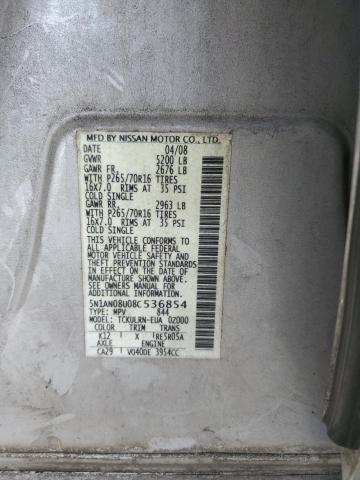 MFD BY NISSAN MOTOR CO., LTD.
DATE 04/08
GVWR 5200 LB
GAWR FR. 2676 LB
WITH P265/70R16 TIRES
16X7.0 RIMS AT 35 PSI
COLD SINGLE
GAWR RR. 2963 LB
WITH P265/70R16 TIRES
16X7.0 RIMS AT 35 PSI
COLD SINGLE
THIS VEHICLE CONFORMS TO
ALL APPLICABLE FEDERAL
MOTOR VEHICLE SAFETY
STANDARDS IN EFFECT ON
THE DATE OF MANUFACTURE
SHOWN ABOVE.
SEE OWNERS MANUAL FOR
ADDITIONAL INFORMATION
5N1AN08U08C536854
TYPE: MPV 844
MODEL: TCKULRN-EUA 02000
COLOR TRIM TRANS
K12 X RE5R05A
AXLE ENGINE
CA29 VQ40DE 3954CC